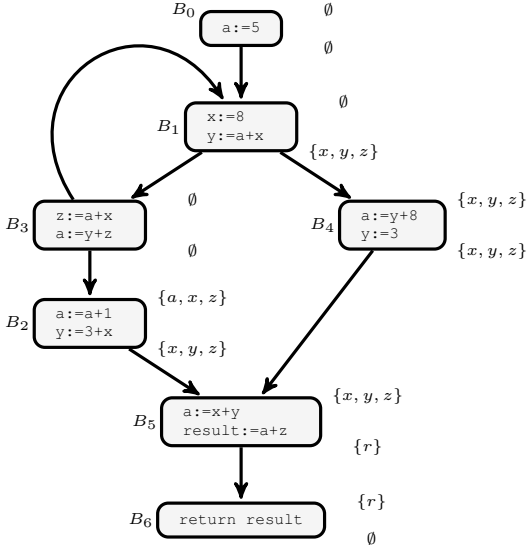 B₀
∅
a:=5
∅
∅
B₁
x:=8
y:=a+x
{x, y, z}
B₃
z:=a+x
a:=y+z
∅
∅
B₄
a:=y+8
y:=3
{x, y, z}
{x, y, z}
B₂
a:=a+1
y:=3+x
{a, x, z}
{x, y, z}
B₅
a:=x+y
result:=a+z
{x, y, z}
{r}
B₆
return result
{r}
∅